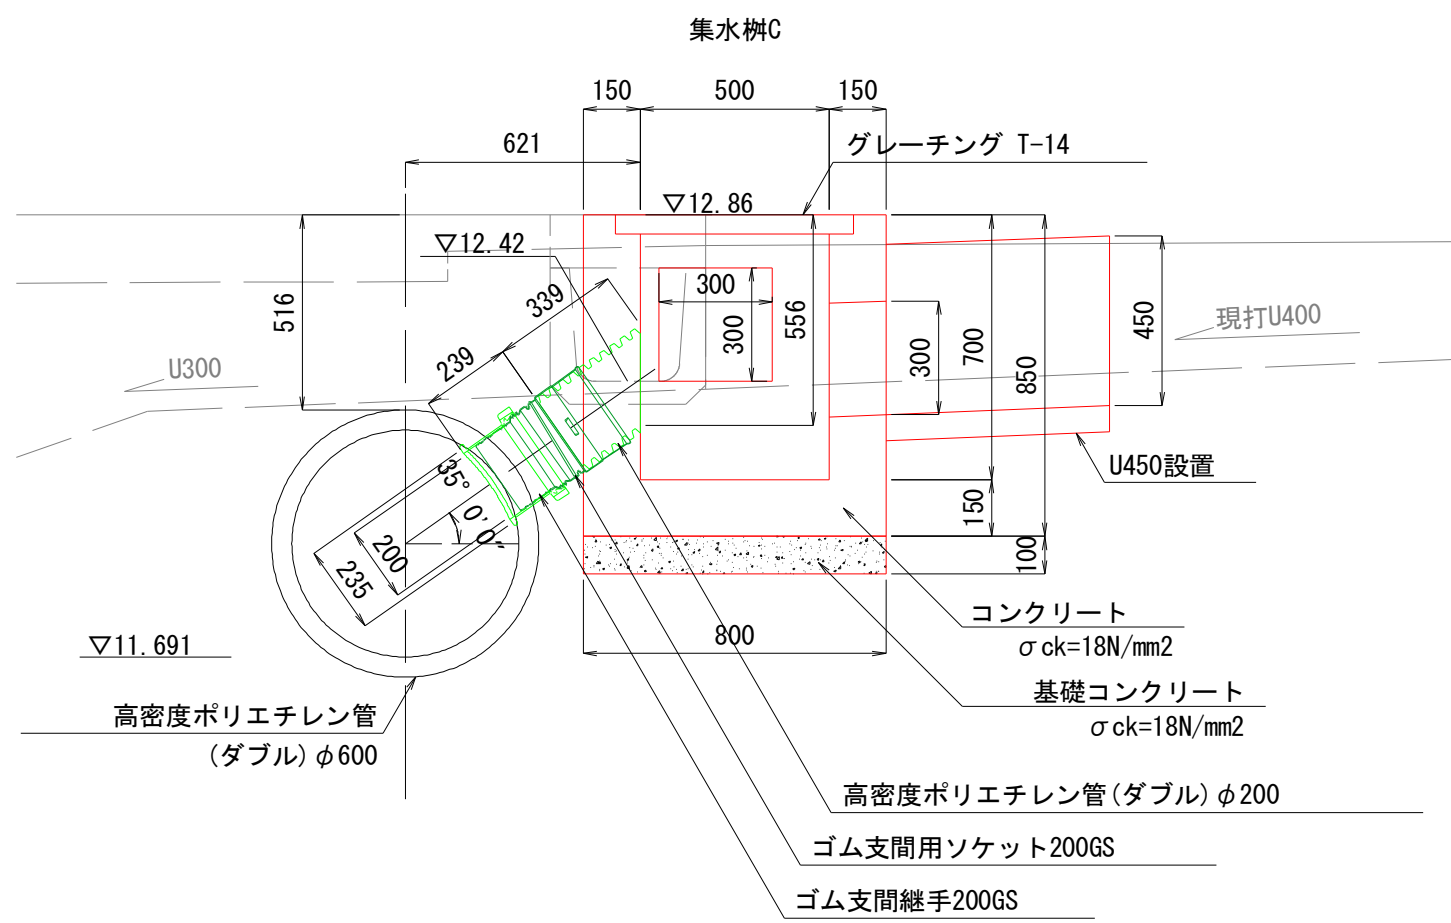 集水桝C
150
500
150
621
グレーチング T-14
▽12.86
▽12.42
339
300
516
556
300
300
700
450
850
現打U400
239
U300
35°0'0"
U450設置
150
100
200
235
コンクリート
σck=18N/mm2
800
▽11.691
基礎コンクリート
σck=18N/mm2
高密度ポリエチレン管
(ダブル)φ600
高密度ポリエチレン管(ダブル)φ200
ゴム支間用ソケット200GS
ゴム支間継手200GS